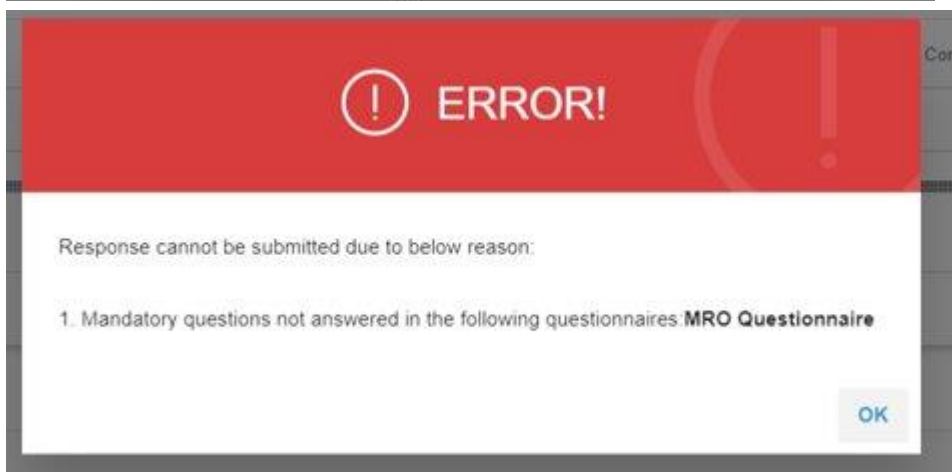 Con
ERROR!
Response cannot be submitted due to below reason:
1. Mandatory questions not answered in the following questionnaires:MRO Questionnaire
OK